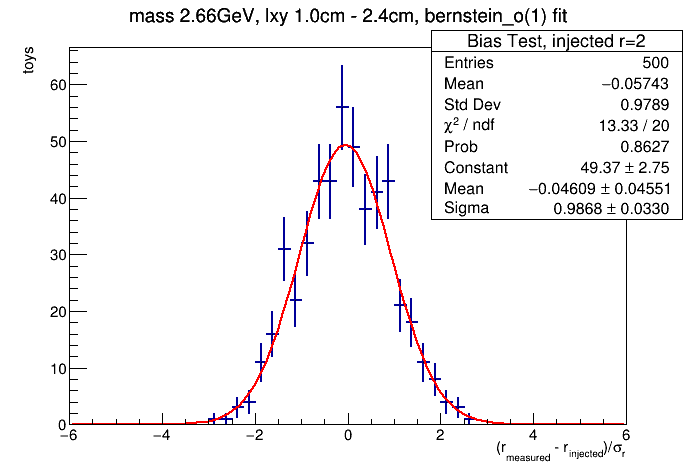 mass 2.66GeV, lxy 1.0cm - 2.4cm, bernstein_o(1) fit
toys
Bias Test, injected r=2
Entries 500
Mean −0.05743
Std Dev 0.9789
χ² / ndf 13.33 / 20
Prob 0.8627
Constant 49.37 ± 2.75
Mean −0.04609 ± 0.04551
Sigma 0.9868 ± 0.0330
60
50
40
30
20
10
0
−6 −4 −2 0 2 4 6
(r_measured - r_injected)/σ_r